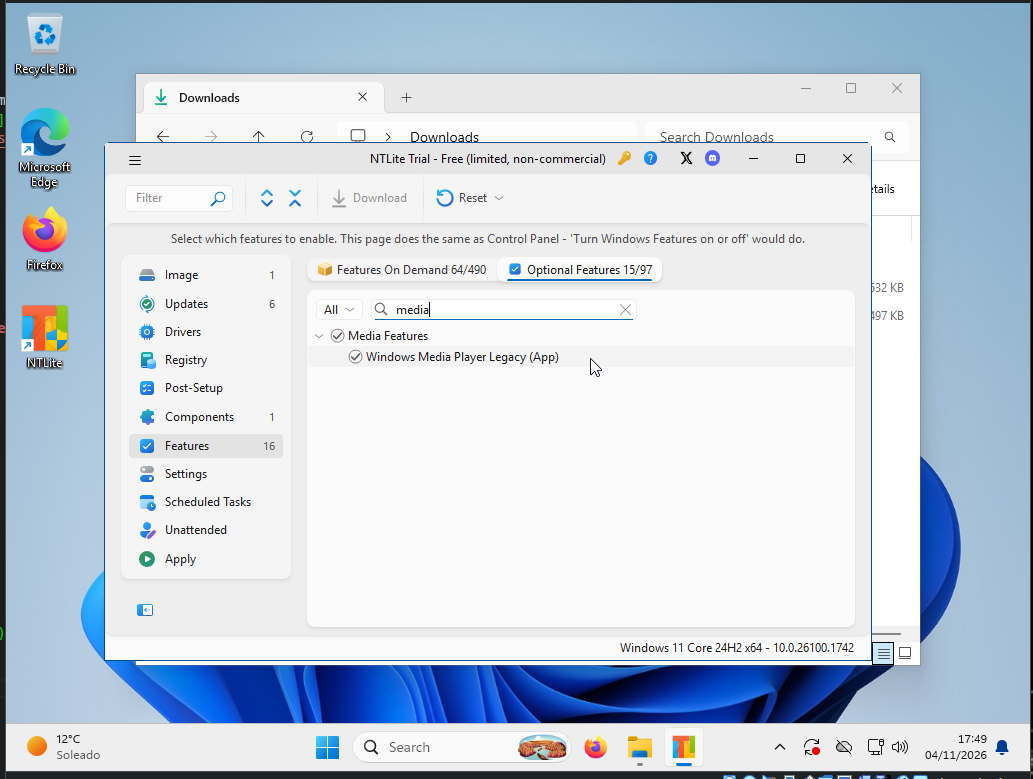 Recycle Bin
Microsoft
Edge
Firefox
NTLite
Downloads
Downloads
Search Downloads
etails
532 KB
497 KB
NTLite Trial - Free (limited, non-commercial)
Filter
Download
Reset
Select which features to enable. This page does the same as Control Panel - 'Turn Windows Features on or off' would do.
Image 1
Updates 6
Drivers
Registry
Post-Setup
Components 1
Features 16
Settings
Scheduled Tasks
Unattended
Apply
Features On Demand 64/490
Optional Features 15/97
All
media
Media Features
Windows Media Player Legacy (App)
Windows 11 Core 24H2 x64 - 10.0.26100.1742
12°C
Soleado
Search
17:49
04/11/2026